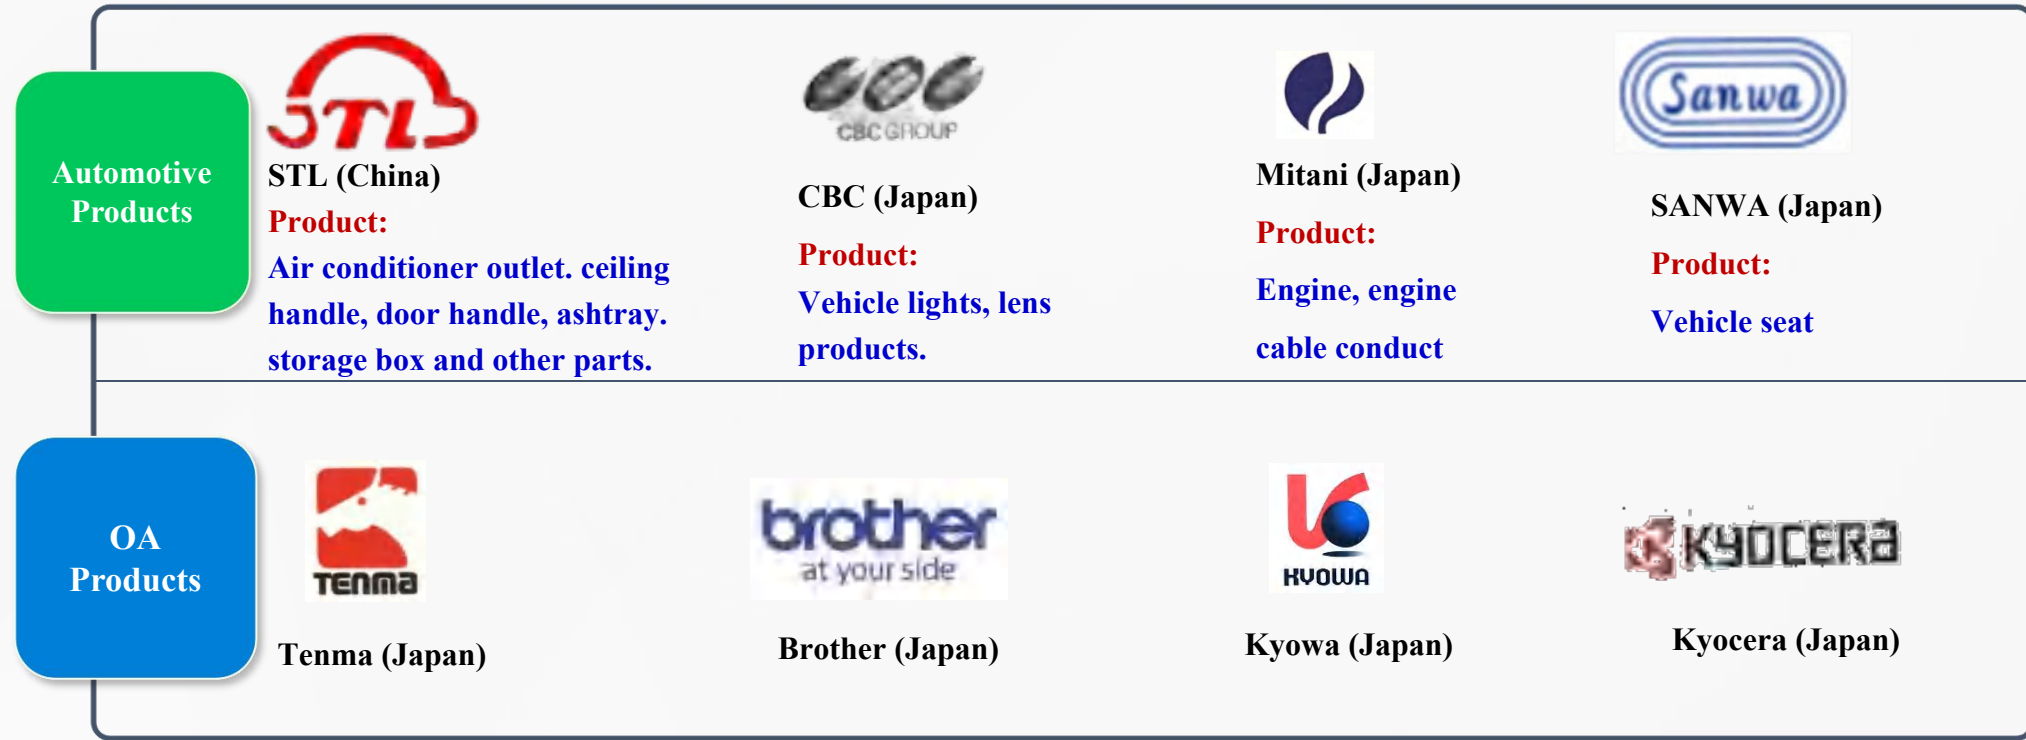 Automotive
Products
STL
STL (China)
Product:
Air conditioner outlet. ceiling
handle, door handle, ashtray.
storage box and other parts.
CBC GROUP
CBC (Japan)
Product:
Vehicle lights, lens
products.
Mitani (Japan)
Product:
Engine, engine
cable conduct
Sanwa
SANWA (Japan)
Product:
Vehicle seat
OA
Products
TENMA
Tenma (Japan)
brother
at your side
Brother (Japan)
KYOWA
Kyowa (Japan)
KYOCERA
Kyocera (Japan)